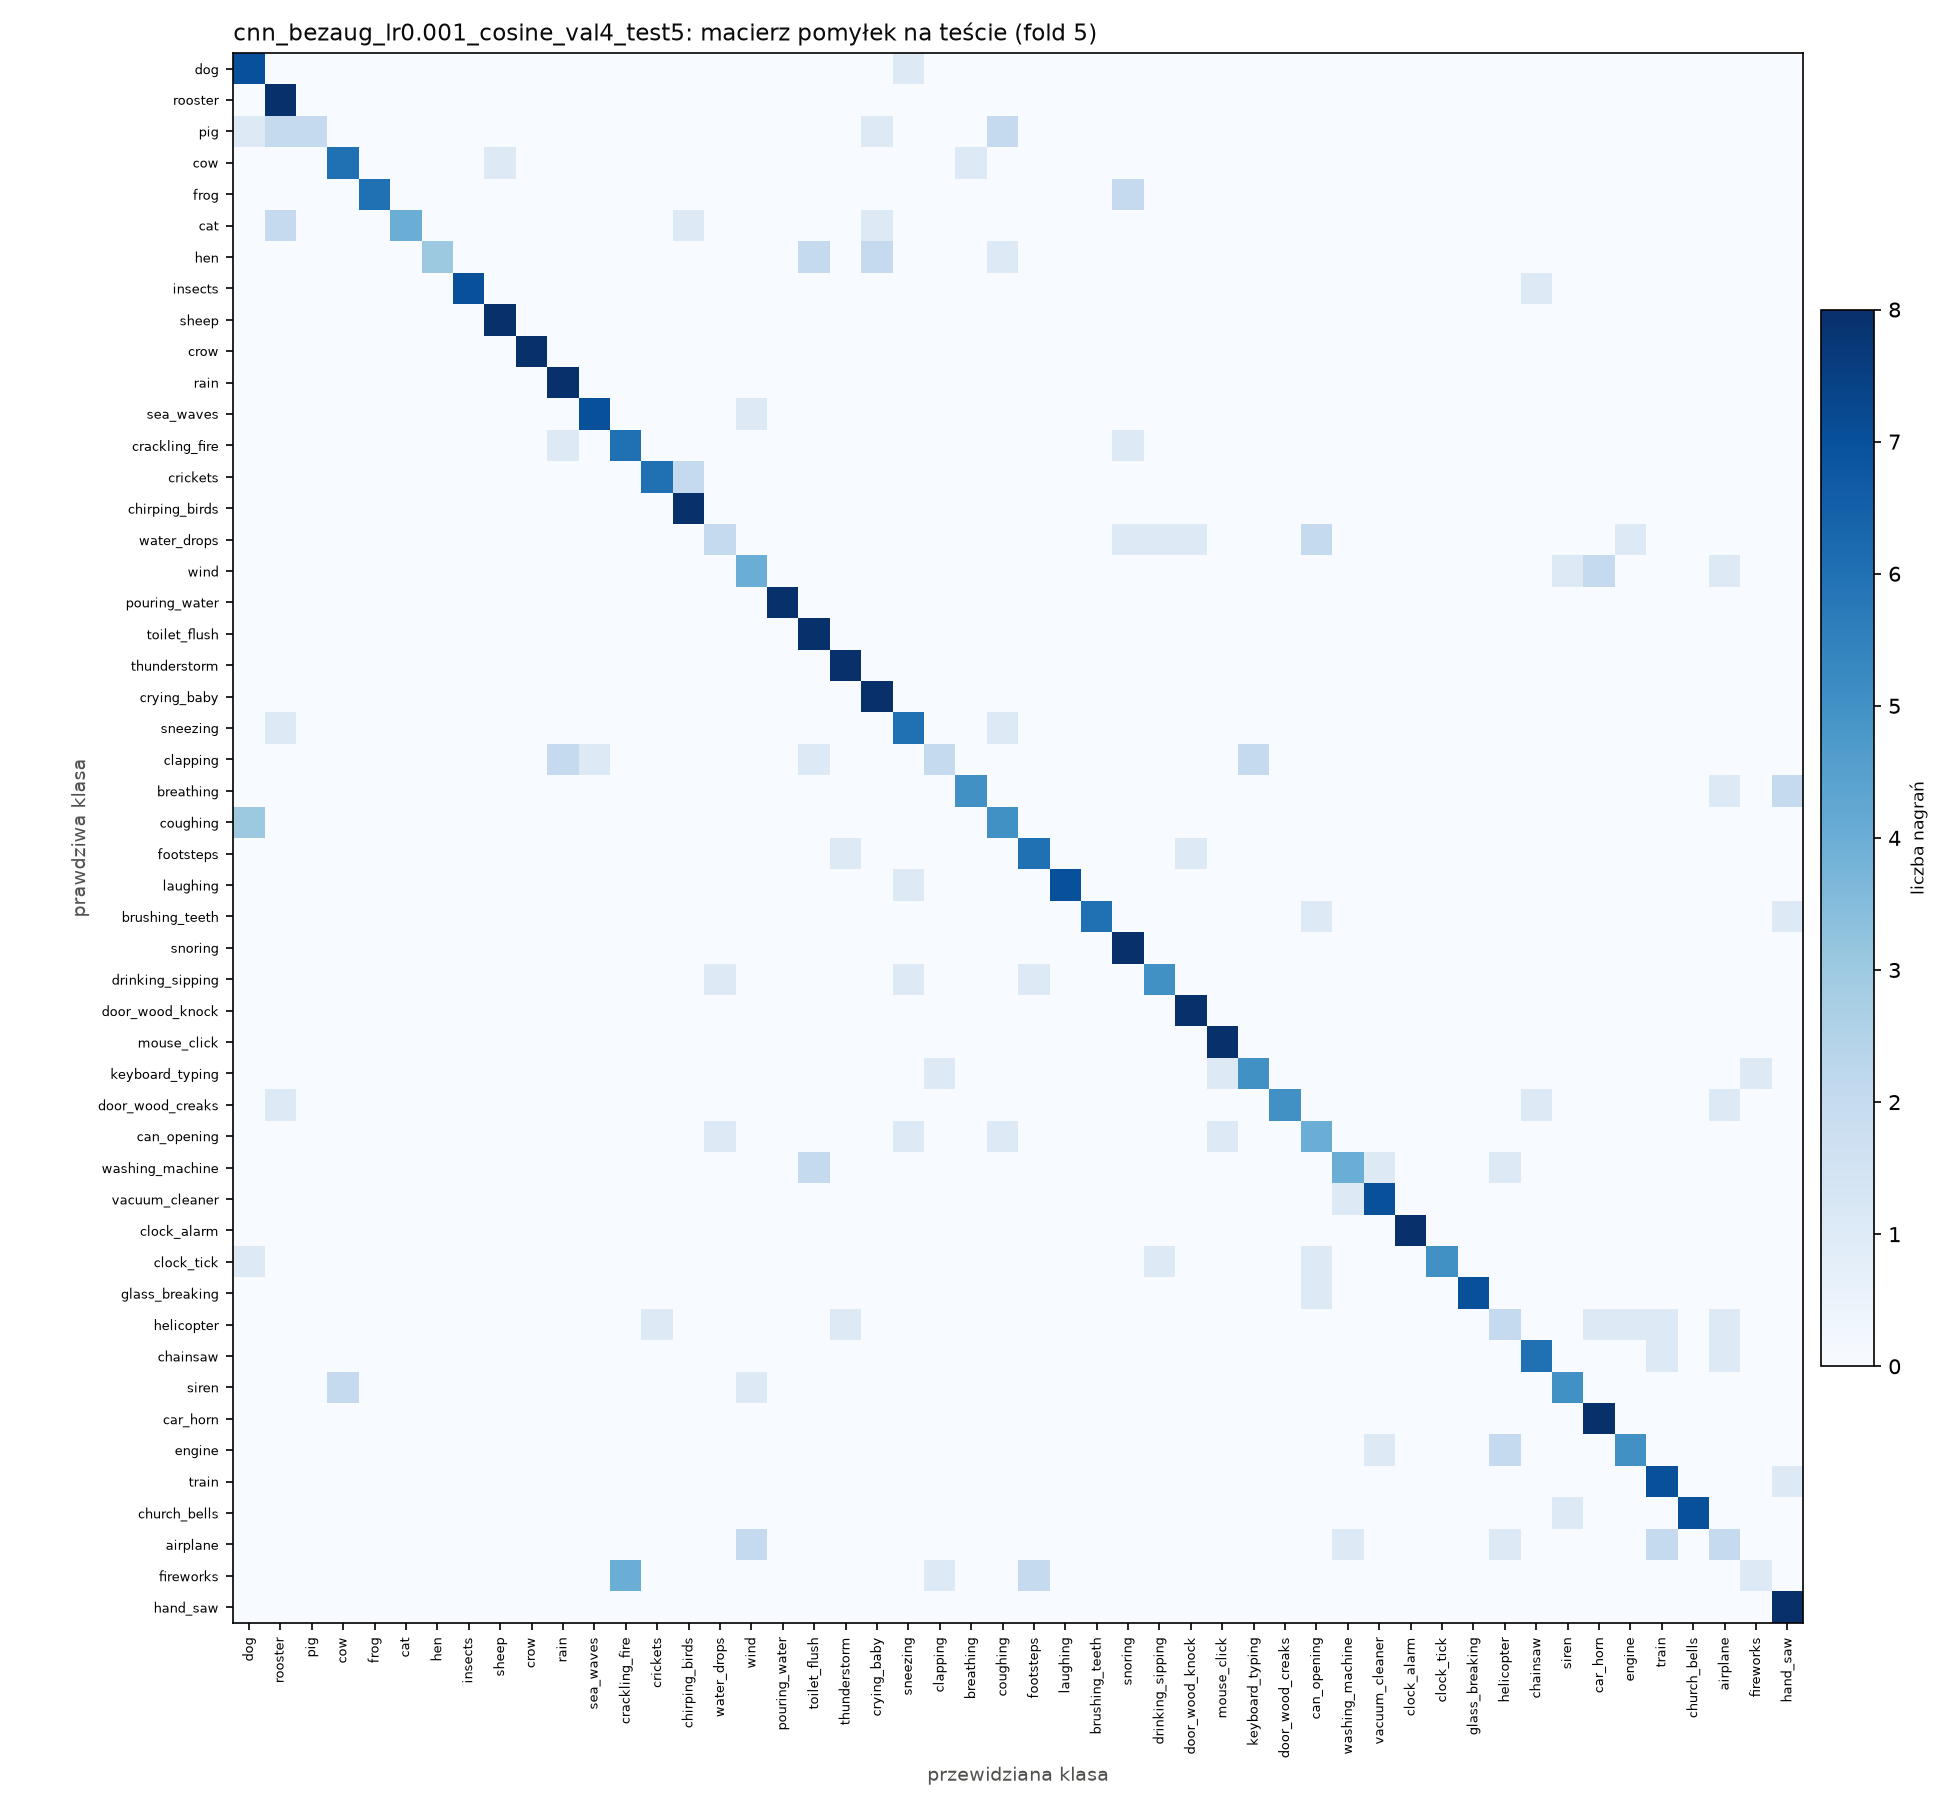 cnn_bezaug_lr0.001_cosine_val4_test5: macierz pomyłek na teście (fold 5)
dog
rooster
pig
cow
frog
cat
hen
insects
sheep
crow
rain
sea_waves
crackling_fire
crickets
chirping_birds
water_drops
wind
pouring_water
toilet_flush
thunderstorm
crying_baby
sneezing
clapping
breathing
coughing
footsteps
laughing
brushing_teeth
snoring
drinking_sipping
door_wood_knock
mouse_click
keyboard_typing
door_wood_creaks
can_opening
washing_machine
vacuum_cleaner
clock_alarm
clock_tick
glass_breaking
helicopter
chainsaw
siren
car_horn
engine
train
church_bells
airplane
fireworks
hand_saw
prawdziwa klasa
dog
rooster
pig
cow
frog
cat
hen
insects
sheep
crow
rain
sea_waves
crackling_fire
crickets
chirping_birds
water_drops
wind
pouring_water
toilet_flush
thunderstorm
crying_baby
sneezing
clapping
breathing
coughing
footsteps
laughing
brushing_teeth
snoring
drinking_sipping
door_wood_knock
mouse_click
keyboard_typing
door_wood_creaks
can_opening
washing_machine
vacuum_cleaner
clock_alarm
clock_tick
glass_breaking
helicopter
chainsaw
siren
car_horn
engine
train
church_bells
airplane
fireworks
hand_saw
przewidziana klasa
8
7
6
5
4
3
2
1
0
liczba nagrań